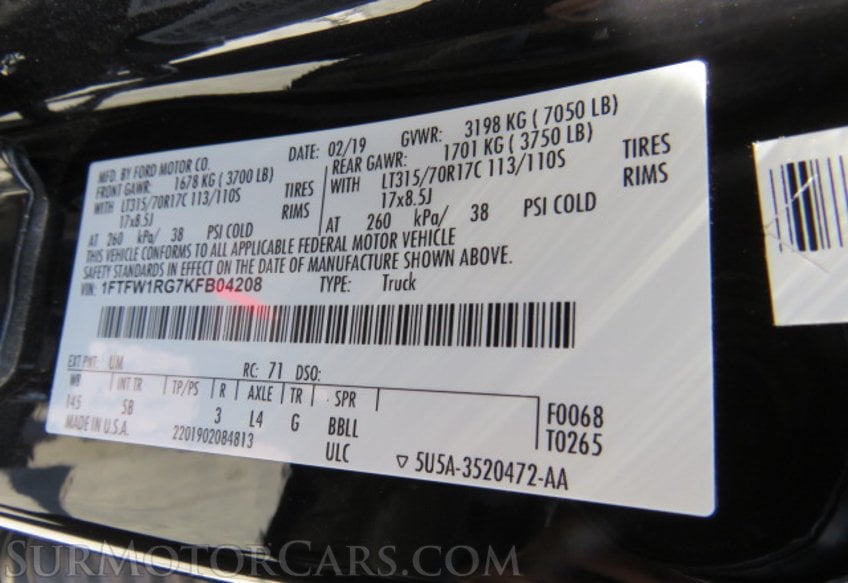 MFD. BY FORD MOTOR CO.
DATE: 02/19 GVWR: 3198 KG ( 7050 LB)
FRONT GAWR: 1678 KG ( 3700 LB)
WITH LT315/70R17C 113/110S TIRES
17x8.5J RIMS
AT 260 kPa/ 38 PSI COLD
REAR GAWR: 1701 KG ( 3750 LB)
WITH LT315/70R17C 113/110S TIRES
17x8.5J RIMS
AT 260 kPa/ 38 PSI COLD
THIS VEHICLE CONFORMS TO ALL APPLICABLE FEDERAL MOTOR VEHICLE
SAFETY STANDARDS IN EFFECT ON THE DATE OF MANUFACTURE SHOWN ABOVE.
VIN: 1FTFW1RG7KFB04208 TYPE: Truck
EXT PNT: UM RC: 71 DSO:
WB INT TR TP/PS R AXLE TR SPR
145 SB 3 L4 G BBLL F0068
MADE IN U.S.A. 2201902084813 ULC T0265
▽ 5U5A-3520472-AA
SurMotorCars.com